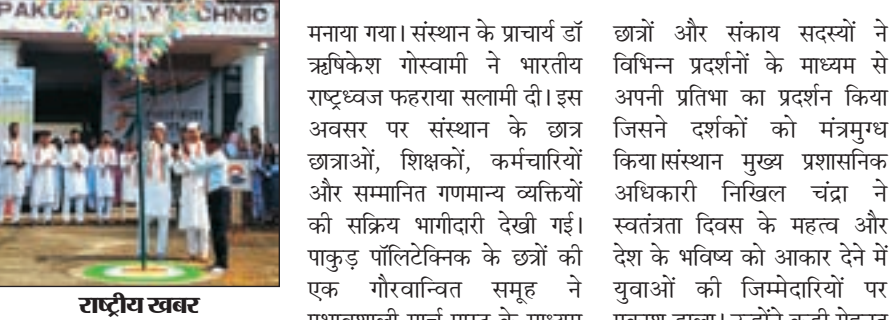 PAKUR POLYTECHNIC
राष्ट्रीय खबर
मनाया गया। संस्थान के प्राचार्य डॉ
ऋषिकेश गोस्वामी ने भारतीय
राष्ट्रध्वज फहराया सलामी दी। इस
अवसर पर संस्थान के छात्र
छात्राओं, शिक्षकों, कर्मचारियों
और सम्मानित गणमान्य व्यक्तियों
की सक्रिय भागीदारी देखी गई।
पाकुड़ पॉलिटेक्निक के छात्रों की
एक गौरवान्वित समूह ने
छात्रों और संकाय सदस्यों ने
विभिन्न प्रदर्शनों के माध्यम से
अपनी प्रतिभा का प्रदर्शन किया
जिसने दर्शकों को मंत्रमुग्ध
किया।संस्थान मुख्य प्रशासनिक
अधिकारी निखिल चंद्रा ने
स्वतंत्रता दिवस के महत्व और
देश के भविष्य को आकार देने में
युवाओं की जिम्मेदारियों पर